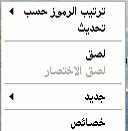 ترتيب الرموز حسب
تحديث
لصق
لصق الاختصار
جديد
خصائص